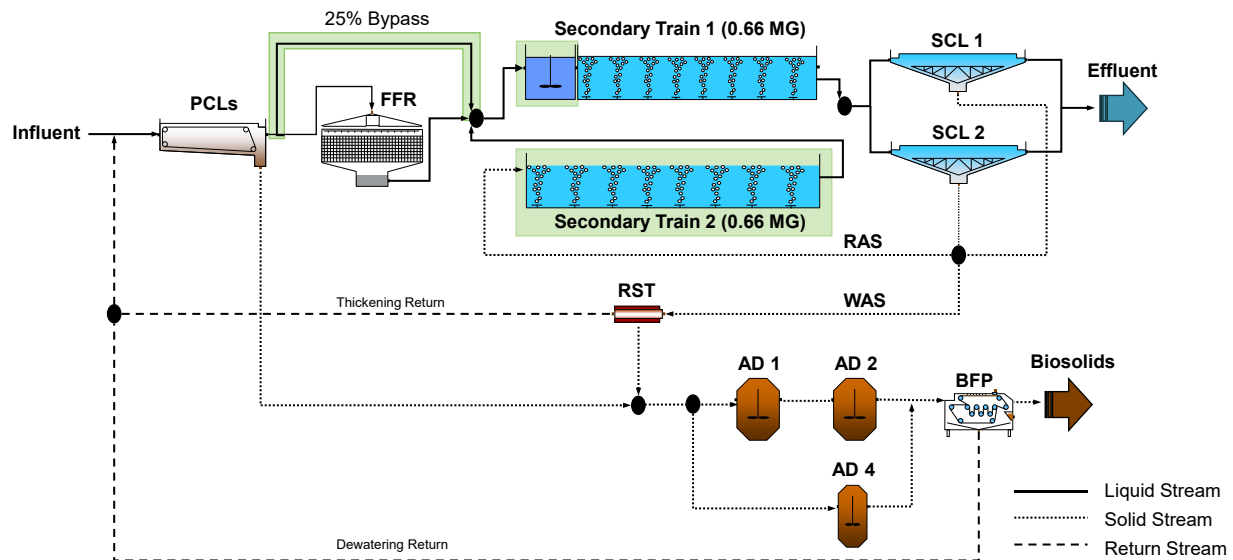 25% Bypass
Secondary Train 1 (0.66 MG)
SCL 1
Effluent
PCLs
FFR
Influent
SCL 2
Secondary Train 2 (0.66 MG)
RAS
RST
WAS
Thickening Return
AD 1
AD 2
BFP
Biosolids
AD 4
Liquid Stream
Solid Stream
Return Stream
Dewatering Return